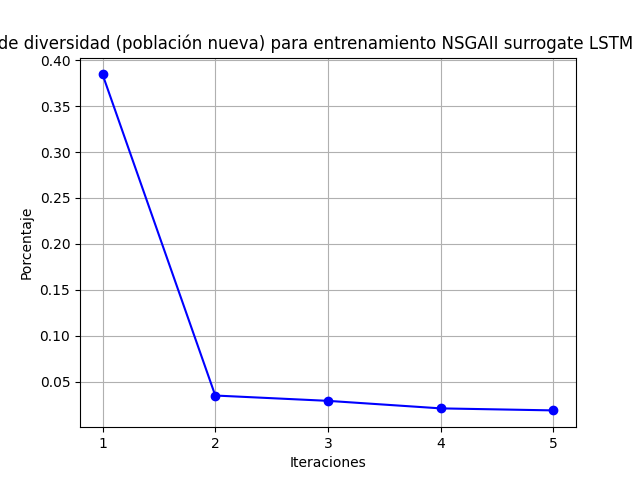 de diversidad (población nueva) para entrenamiento NSGAII surrogate LSTM
0.40
0.35
0.30
0.25
0.20
0.15
0.10
0.05
Porcentaje
1 2 3 4 5
Iteraciones